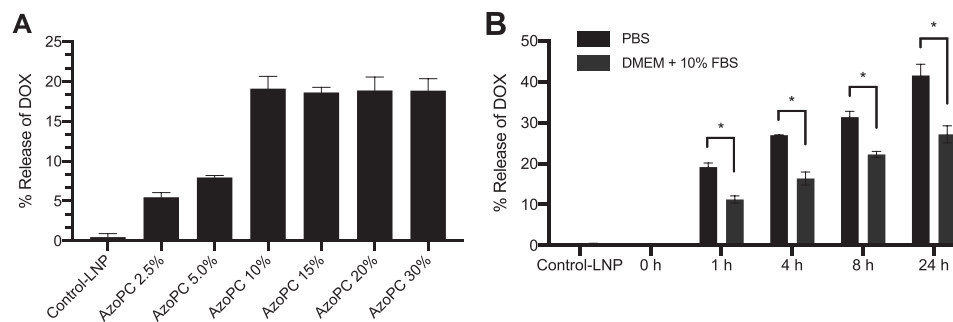 A
% Release of DOX
25
20
15
10
5
0
Control-LNP
AzoPC 2.5%
AzoPC 5.0%
AzoPC 10%
AzoPC 15%
AzoPC 20%
AzoPC 30%
B
% Release of DOX
50
40
30
20
10
0
PBS
DMEM + 10% FBS
*
*
*
*
Control-LNP 0 h 1 h 4 h 8 h 24 h